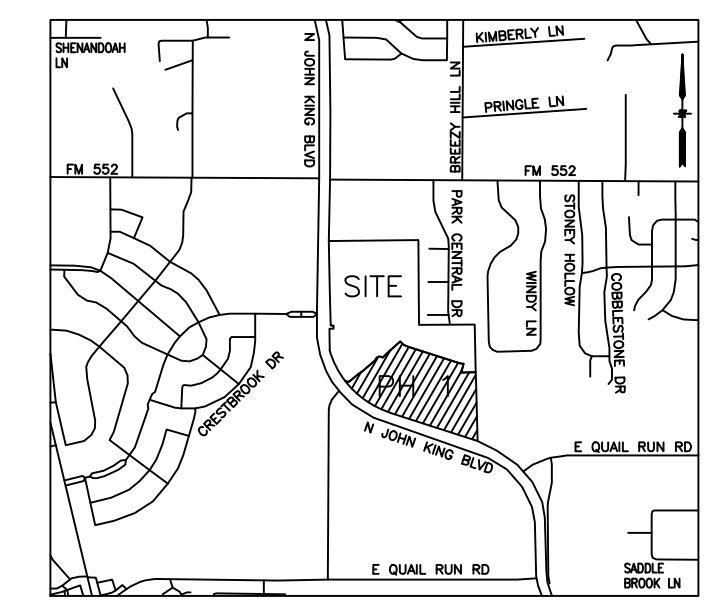 SHENANDOAH
LN
N JOHN KING BLVD
BREEZY HILL LN
KIMBERLY LN
PRINGLE LN
FM 552
FM 552
PARK CENTRAL DR
WINDY LN
STONEY HOLLOW
COBBLESTONE DR
SITE
PH 1
CRESTBROOK DR
N JOHN KING BLVD
E QUAIL RUN RD
E QUAIL RUN RD
SADDLE
BROOK LN